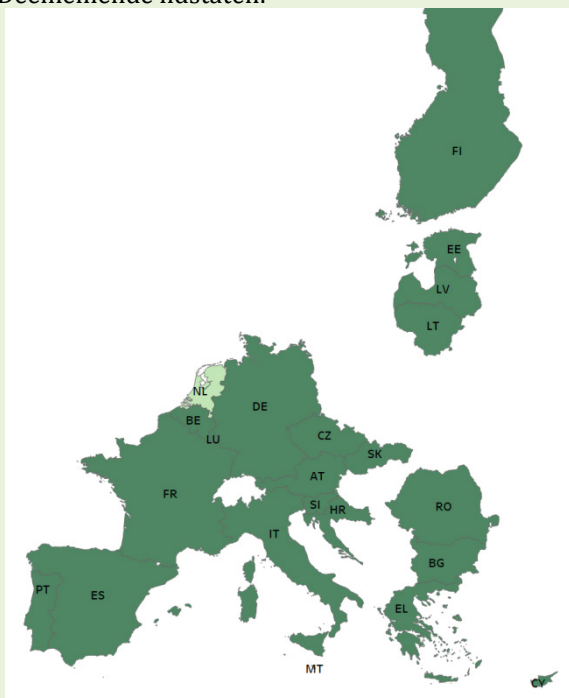 Deelnemende lidstaten.
FI
EE
LV
LT
NL
DE
BE
LU
CZ
SK
AT
FR
SI
HR
RO
IT
BG
PT
ES
EL
MT
CY